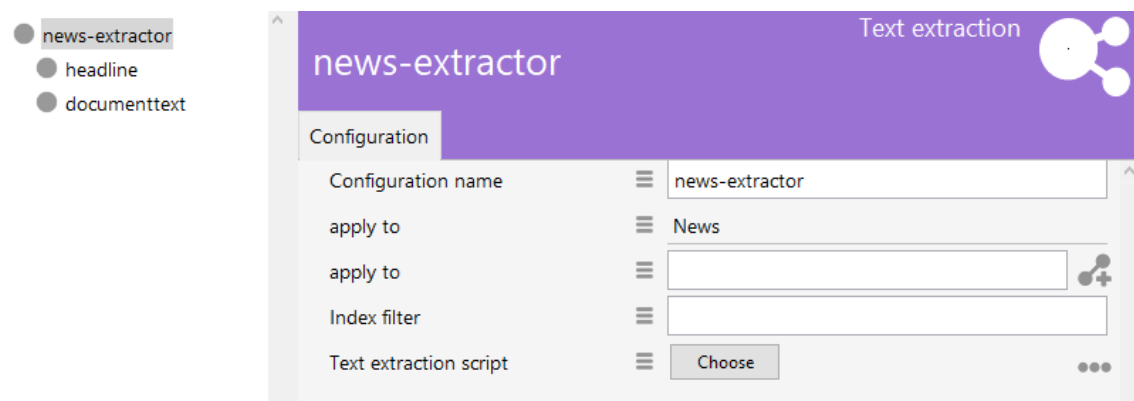 news-extractor
headline
documenttext
Text extraction
news-extractor
Configuration
Configuration name news-extractor
apply to News
apply to
Index filter
Text extraction script Choose